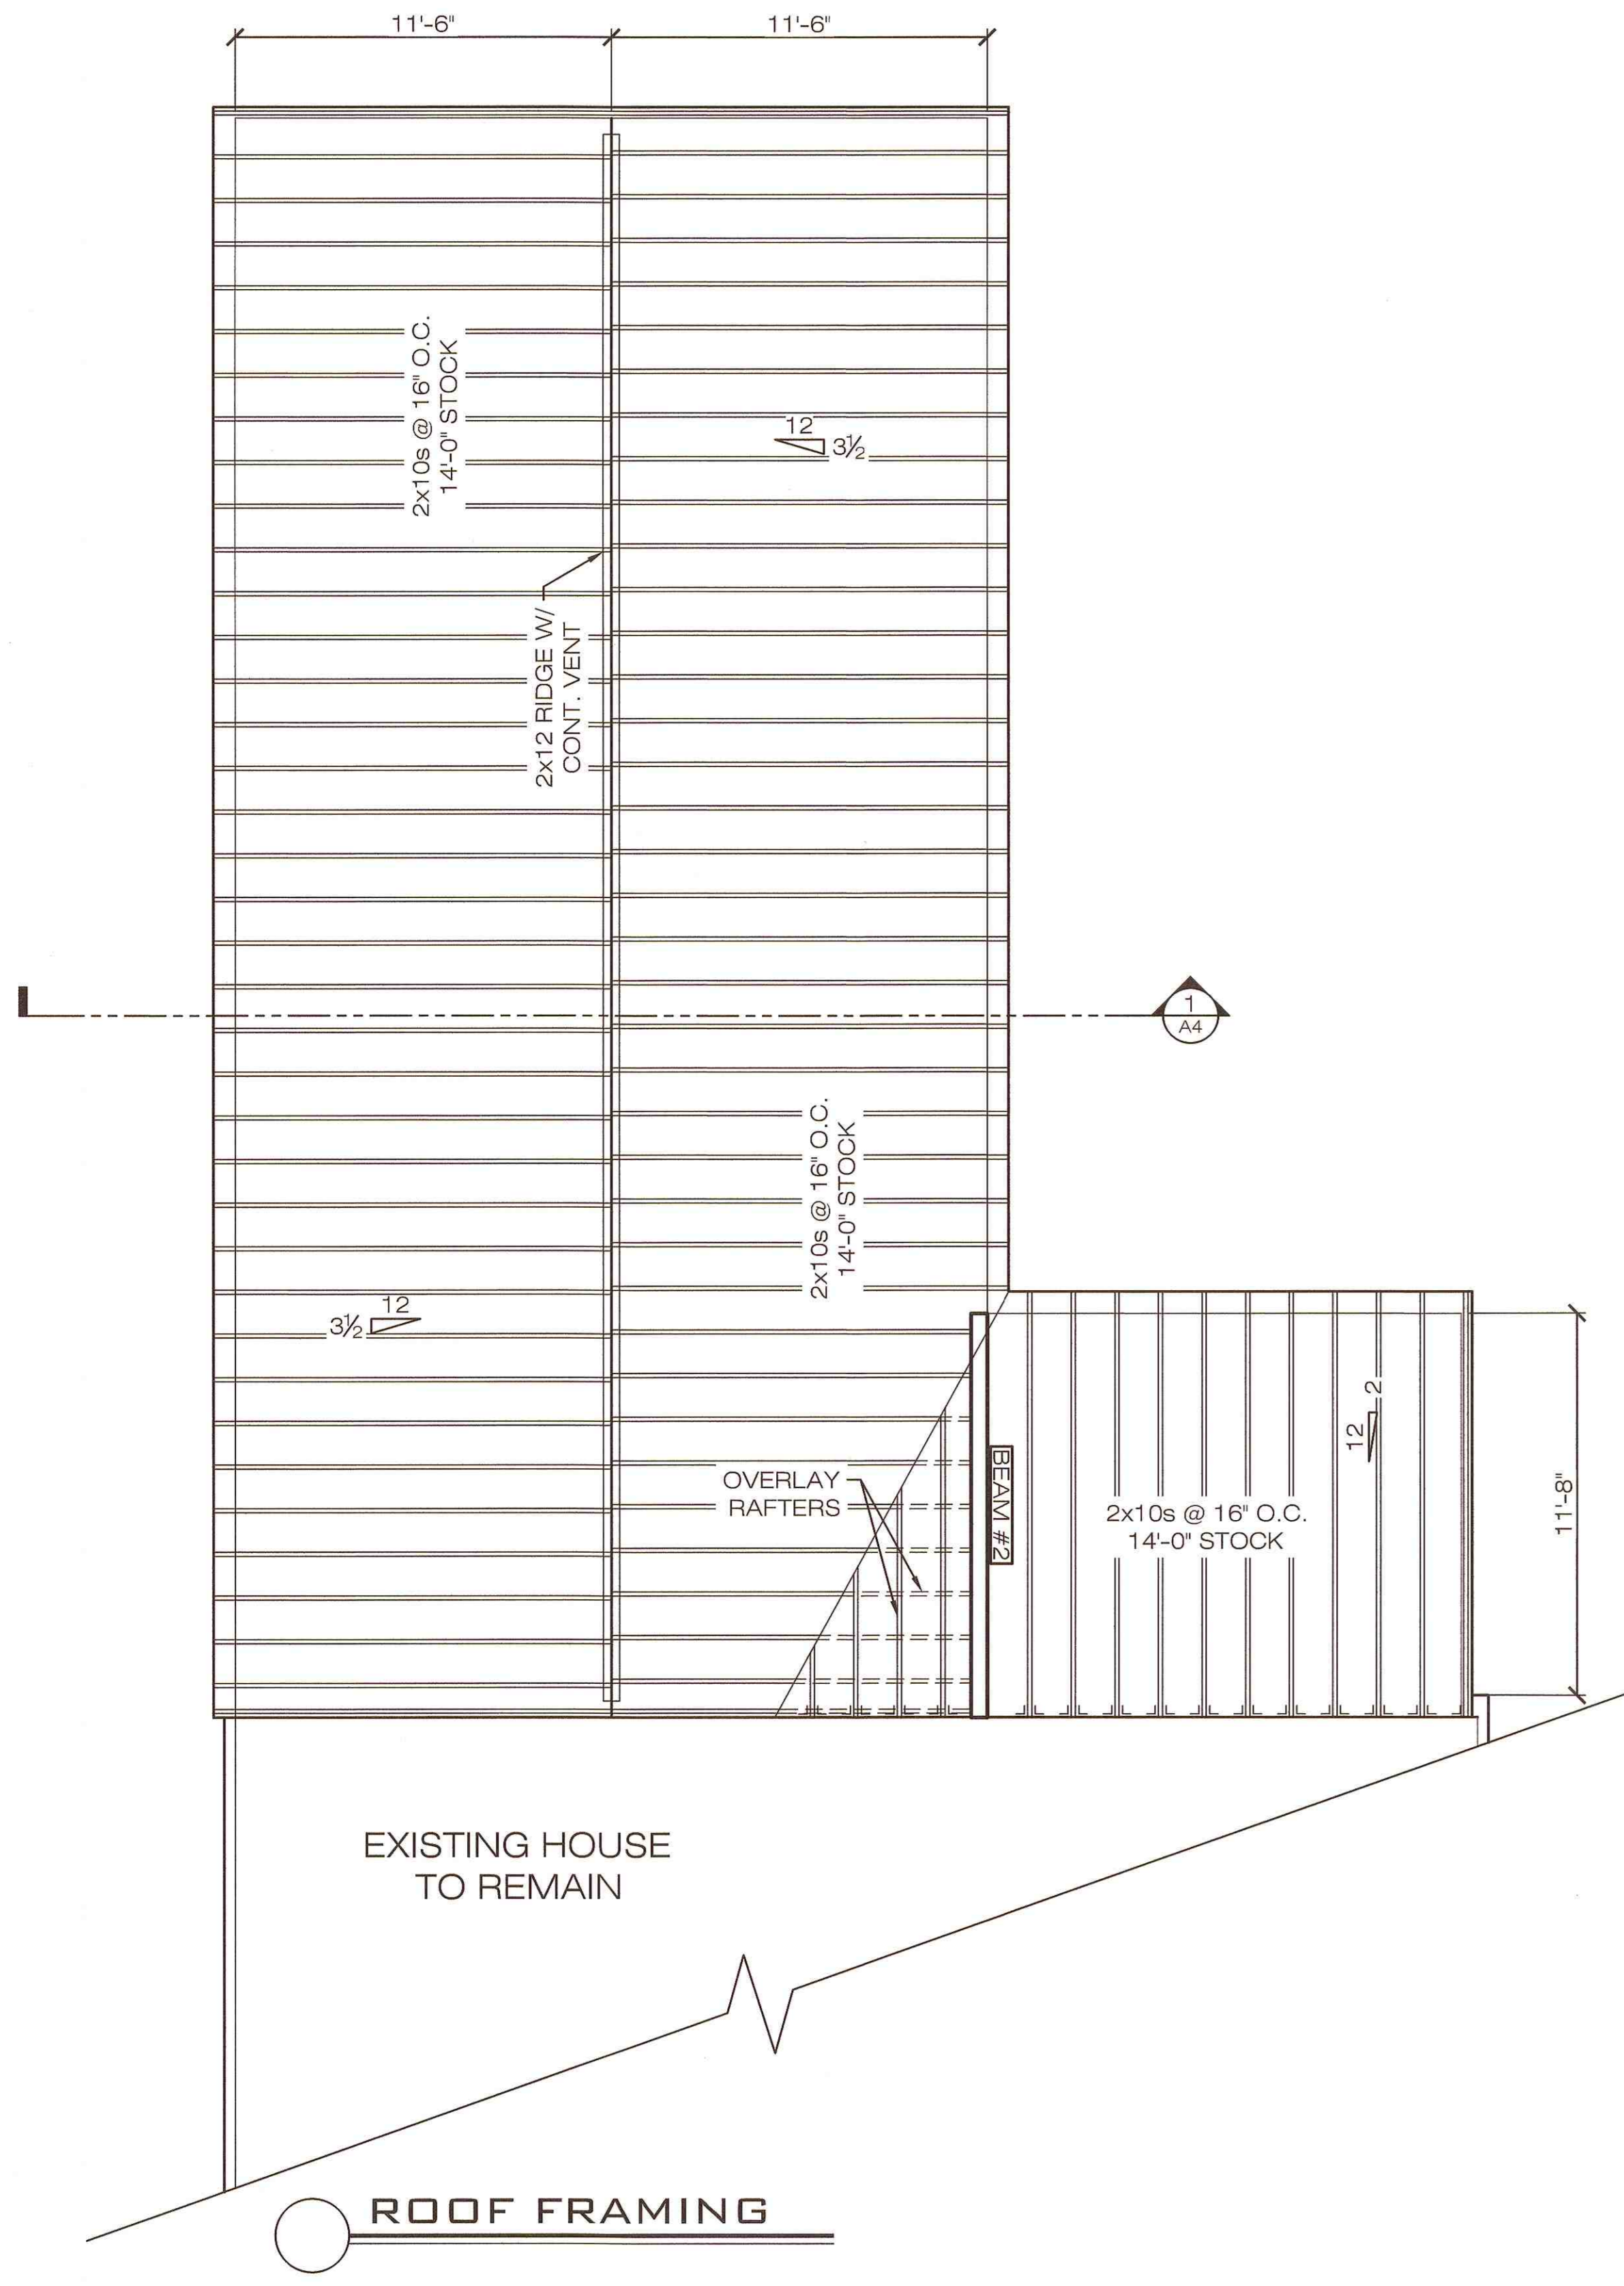 11'-6"
11'-6"
2x10s @ 16" O.C.
14'-0" STOCK
12
3½
2x12 RIDGE W/
CONT. VENT
1
A4
2x10s @ 16" O.C.
14'-0" STOCK
12
3½
2
12
OVERLAY
RAFTERS
BEAM #2
2x10s @ 16" O.C.
14'-0" STOCK
11'-8"
EXISTING HOUSE
TO REMAIN
ROOF FRAMING